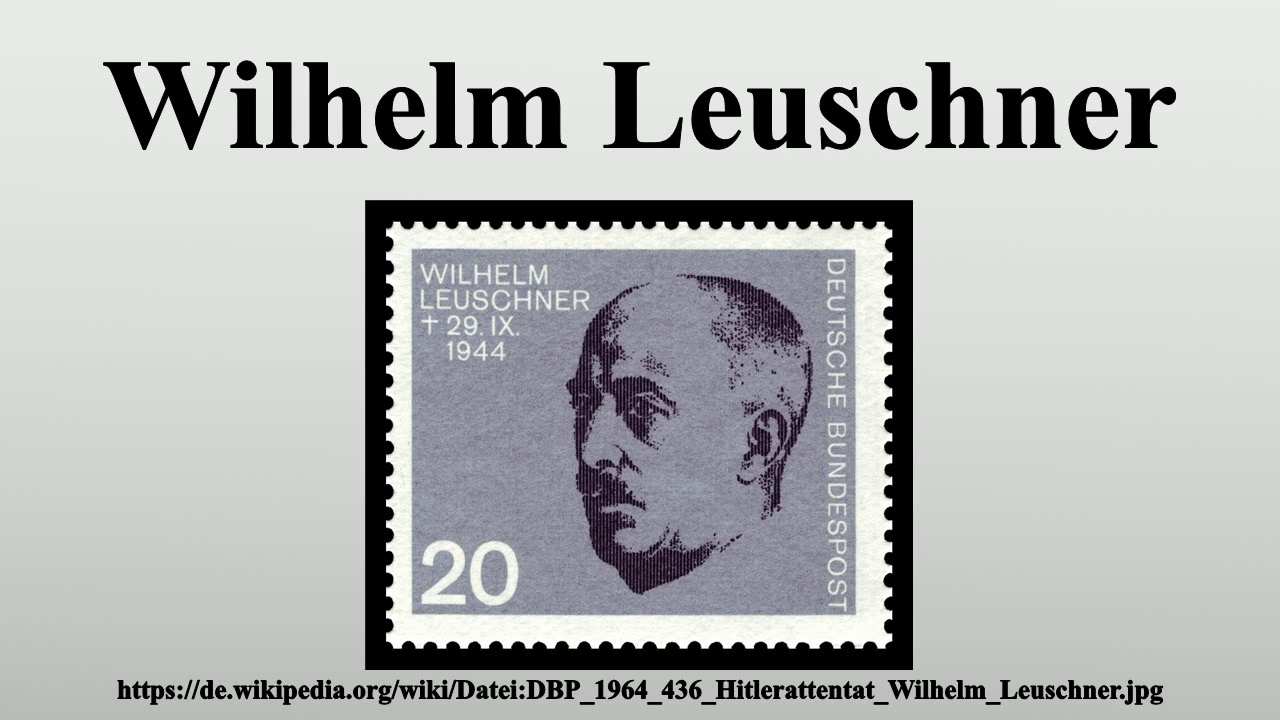 Wilhelm Leuschner
WILHELM
LEUSCHNER
† 29. IX.
1944
DEUTSCHE BUNDESPOST
20
https://de.wikipedia.org/wiki/Datei:DBP_1964_436_Hitlerattentat_Wilhelm_Leuschner.jpg